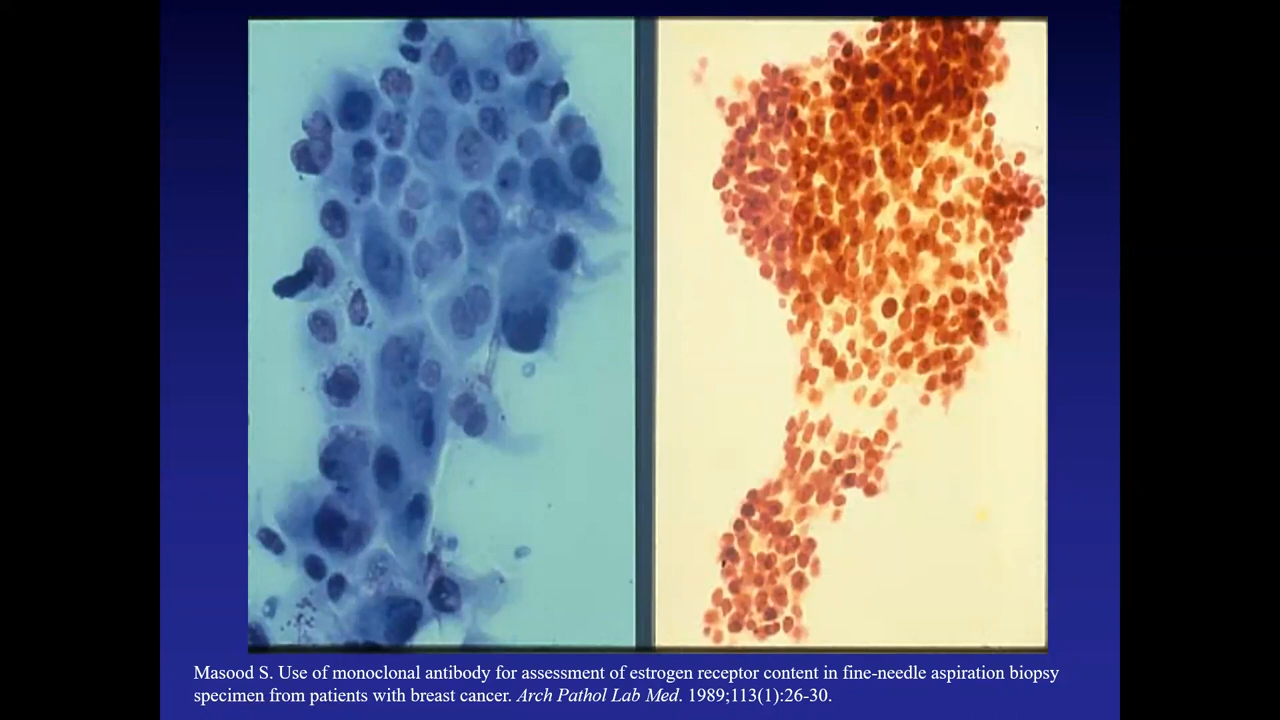 Masood S. Use of monoclonal antibody for assessment of estrogen receptor content in fine-needle aspiration biopsy
specimen from patients with breast cancer. Arch Pathol Lab Med. 1989;113(1):26-30.